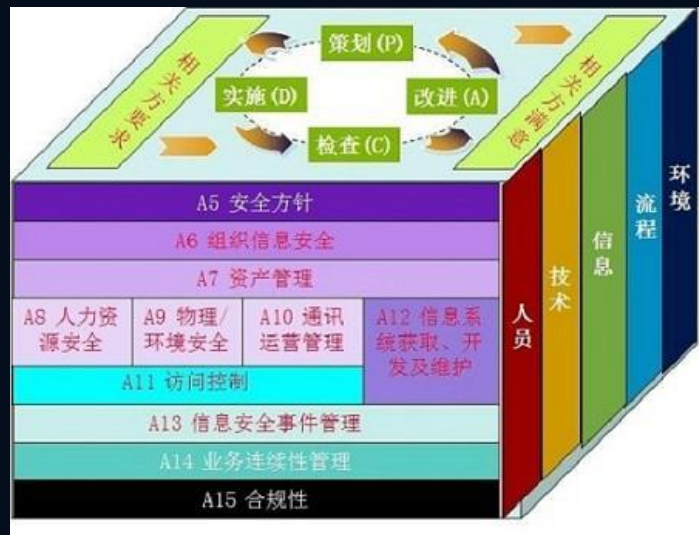 策划(P)
实施(D)
改进(A)
检查(C)
相关方要求
相关方满意
A5 安全方针
A6 组织信息安全
A7 资产管理
A8 人力资
源安全
A9 物理/
环境安全
A10 通讯
运营管理
A12 信息系
统获取、开
发及维护
A11 访问控制
A13 信息安全事件管理
A14 业务连续性管理
A15 合规性
人员
技术
信息
流程
环境